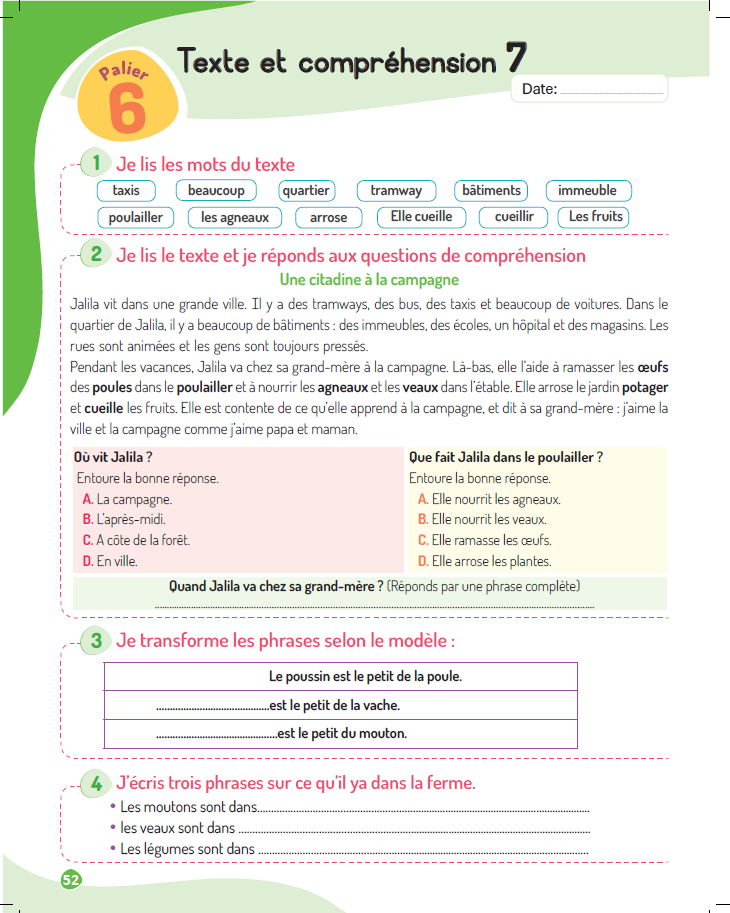 Palier
6
Texte et compréhension 7
Date: ..............................
1 Je lis les mots du texte
taxis beaucoup quartier tramway bâtiments immeuble
poulailler les agneaux arrose Elle cueille cueillir Les fruits
2 Je lis le texte et je réponds aux questions de compréhension
Une citadine à la campagne
Jalila vit dans une grande ville. Il y a des tramways, des bus, des taxis et beaucoup de voitures. Dans le
quartier de Jalila, il y a beaucoup de bâtiments : des immeubles, des écoles, un hôpital et des magasins. Les
rues sont animées et les gens sont toujours pressés.
Pendant les vacances, Jalila va chez sa grand-mère à la campagne. Là-bas, elle l'aide à ramasser les œufs
des poules dans le poulailler et à nourrir les agneaux et les veaux dans l'étable. Elle arrose le jardin potager
et cueille les fruits. Elle est contente de ce qu'elle apprend à la campagne, et dit à sa grand-mère : j'aime la
ville et la campagne comme j'aime papa et maman.
Où vit Jalila ?
Entoure la bonne réponse.
A. La campagne.
B. L'après-midi.
C. A côte de la forêt.
D. En ville.
Que fait Jalila dans le poulailler ?
Entoure la bonne réponse.
A. Elle nourrit les agneaux.
B. Elle nourrit les veaux.
C. Elle ramasse les œufs.
D. Elle arrose les plantes.
Quand Jalila va chez sa grand-mère ? (Réponds par une phrase complète)
..............................
3 Je transforme les phrases selon le modèle :
Le poussin est le petit de la poule.
..............................est le petit de la vache.
..............................est le petit du mouton.
4 J'écris trois phrases sur ce qu'il ya dans la ferme.
• Les moutons sont dans..............................
• les veaux sont dans ..............................
• Les légumes sont dans ..............................
52